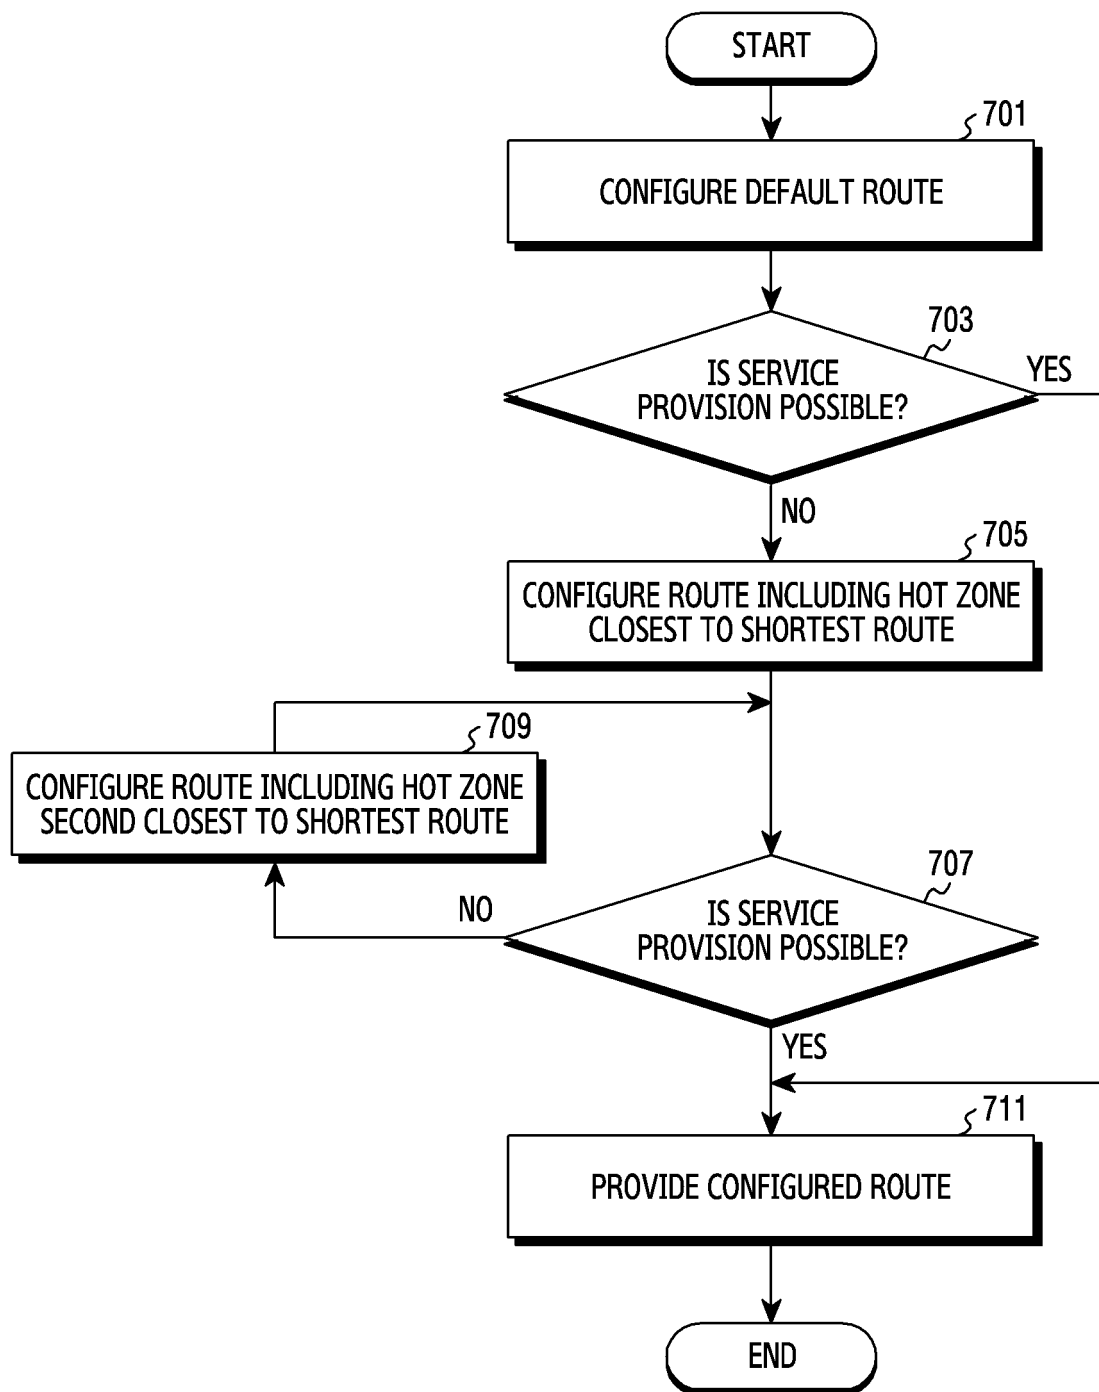 START
701
CONFIGURE DEFAULT ROUTE
703
IS SERVICE
PROVISION POSSIBLE?
YES
NO
705
CONFIGURE ROUTE INCLUDING HOT ZONE
CLOSEST TO SHORTEST ROUTE
709
CONFIGURE ROUTE INCLUDING HOT ZONE
SECOND CLOSEST TO SHORTEST ROUTE
707
IS SERVICE
PROVISION POSSIBLE?
NO
YES
711
PROVIDE CONFIGURED ROUTE
END